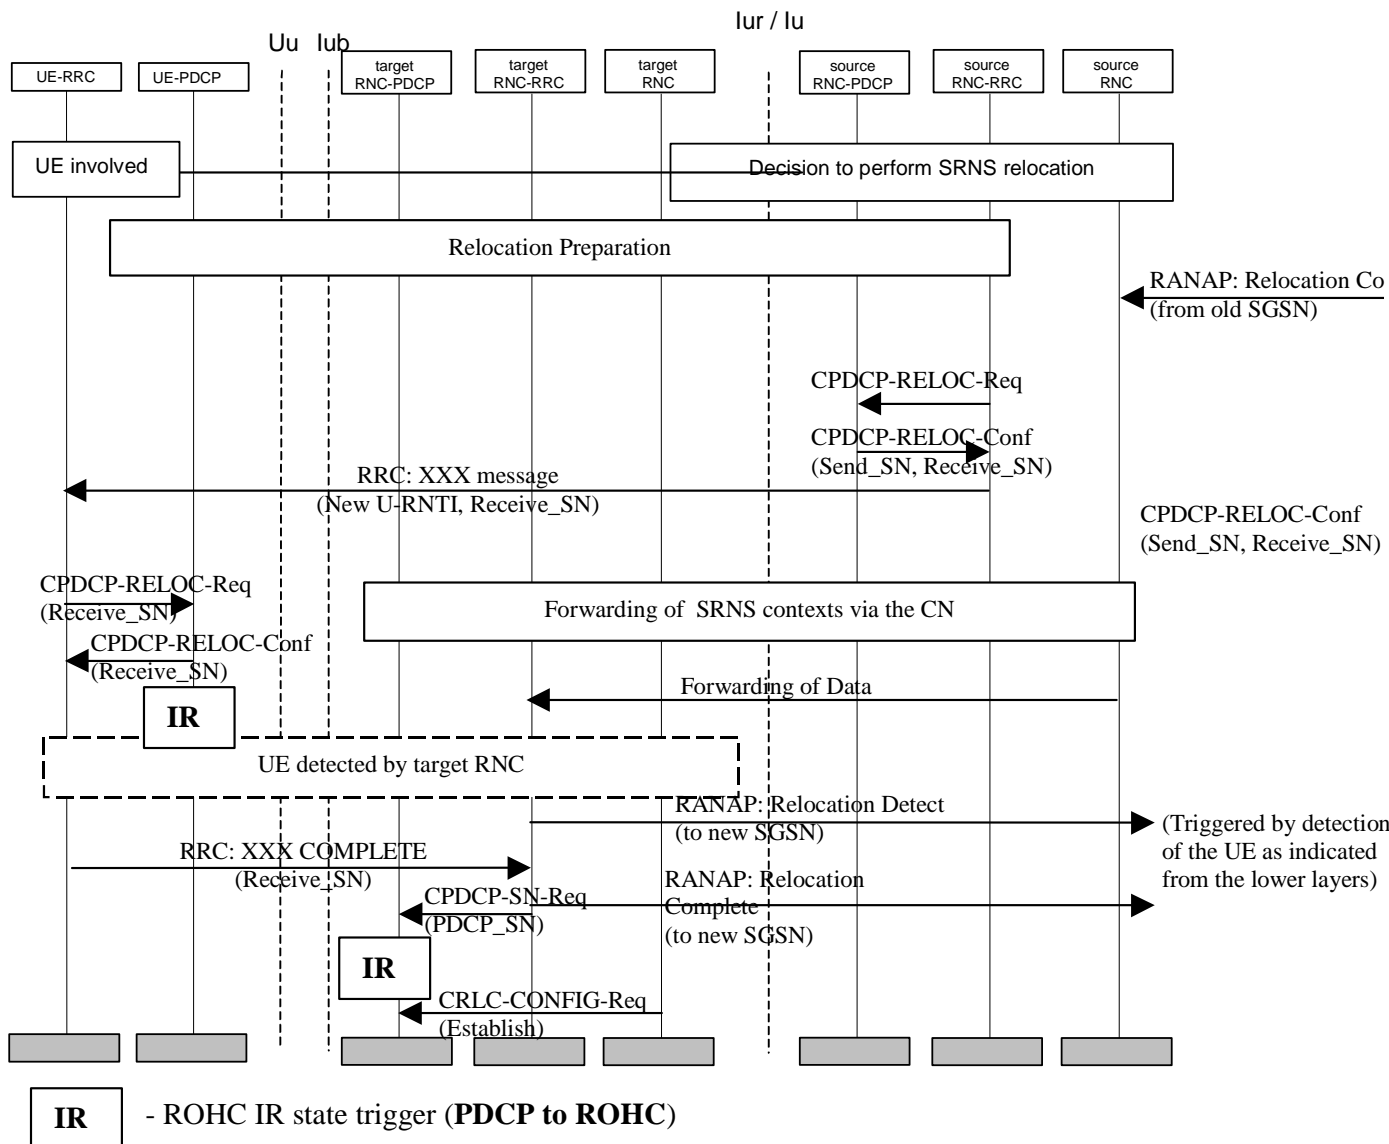 Iur / Iu
Uu Iub
UE-RRC
UE-PDCP
target
RNC-PDCP
target
RNC-RRC
target
RNC
source
RNC-PDCP
source
RNC-RRC
source
RNC
UE involved
Decision to perform SRNS relocation
Relocation Preparation
RANAP: Relocation Co
(from old SGSN)
CPDCP-RELOC-Req
CPDCP-RELOC-Conf
(Send_SN, Receive_SN)
RRC: XXX message
(New U-RNTI, Receive_SN)
CPDCP-RELOC-Conf
(Send_SN, Receive_SN)
CPDCP-RELOC-Req
(Receive_SN)
Forwarding of SRNS contexts via the CN
CPDCP-RELOC-Conf
(Receive_SN)
Forwarding of Data
IR
UE detected by target RNC
RANAP: Relocation Detect
(to new SGSN)
(Triggered by detection
of the UE as indicated
from the lower layers)
RRC: XXX COMPLETE
(Receive_SN)
RANAP: Relocation
Complete
(to new SGSN)
CPDCP-SN-Req
(PDCP_SN)
IR
CRLC-CONFIG-Req
(Establish)
IR - ROHC IR state trigger (PDCP to ROHC)